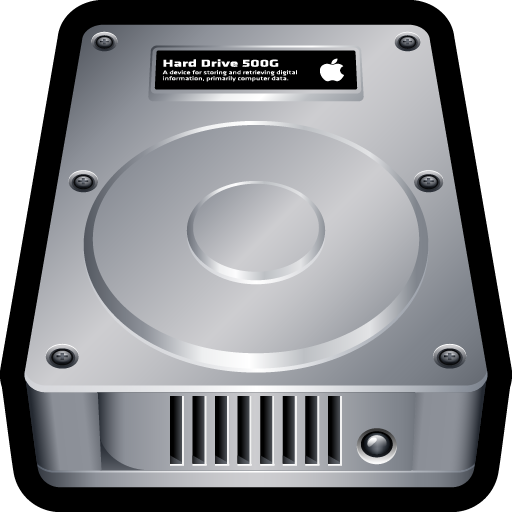 Hard Drive 500G
A device for storing and retrieving digital
information, primarily computer data.